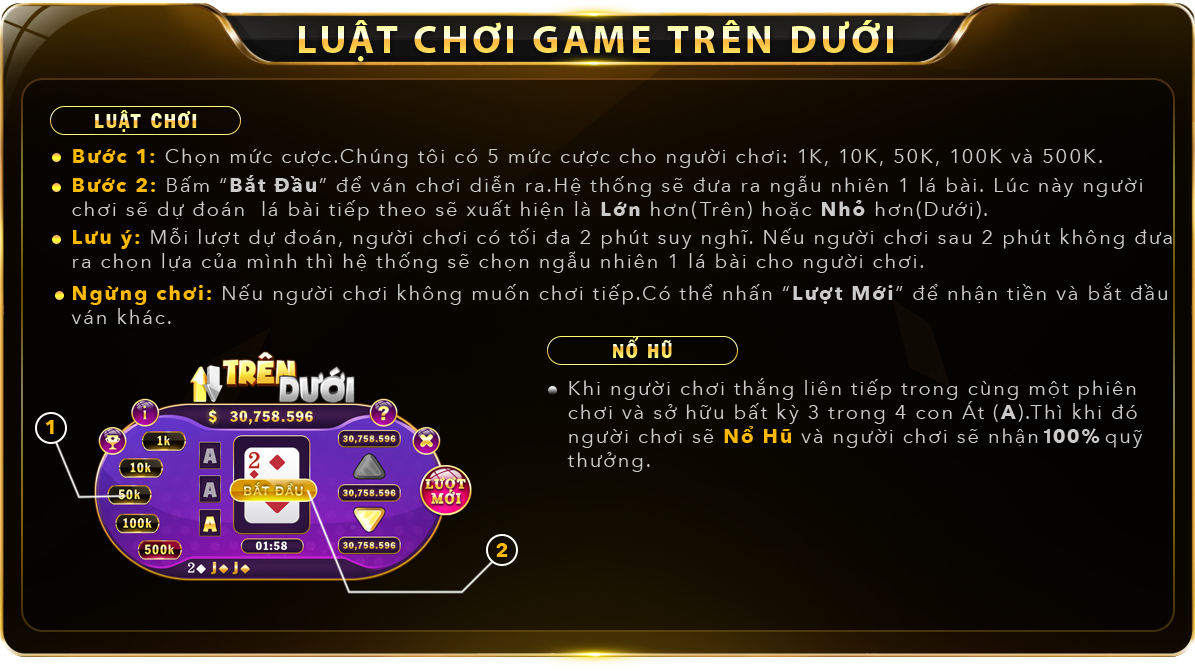 LUẬT CHƠI GAME TRÊN DƯỚI
LUẬT CHƠI
Bước 1: Chọn mức cược.Chúng tôi có 5 mức cược cho người chơi: 1K, 10K, 50K, 100K và 500K.
Bước 2: Bấm “Bắt Đầu” để ván chơi diễn ra.Hệ thống sẽ đưa ra ngẫu nhiên 1 lá bài. Lúc này người
chơi sẽ dự đoán lá bài tiếp theo sẽ xuất hiện là Lớn hơn(Trên) hoặc Nhỏ hơn(Dưới).
Lưu ý: Mỗi lượt dự đoán, người chơi có tối đa 2 phút suy nghĩ. Nếu người chơi sau 2 phút không đưa
ra chọn lựa của mình thì hệ thống sẽ chọn ngẫu nhiên 1 lá bài cho người chơi.
Ngừng chơi: Nếu người chơi không muốn chơi tiếp.Có thể nhấn “Lượt Mới” để nhận tiền và bắt đầu
ván khác.
TRÊN
DƯỚI
$ 30,758.596
i
?
1
1k
10k
50k
100k
500k
A
A
A
2
BẮT ĐẦU
01:58
30,758.596
30,758.596
30,758.596
LƯỢT
MỚI
2♦ j♦ j♦
2
NỔ HŨ
Khi người chơi thắng liên tiếp trong cùng một phiên
chơi và sở hữu bất kỳ 3 trong 4 con Át (A).Thì khi đó
người chơi sẽ Nổ Hũ và người chơi sẽ nhận 100% quỹ
thưởng.